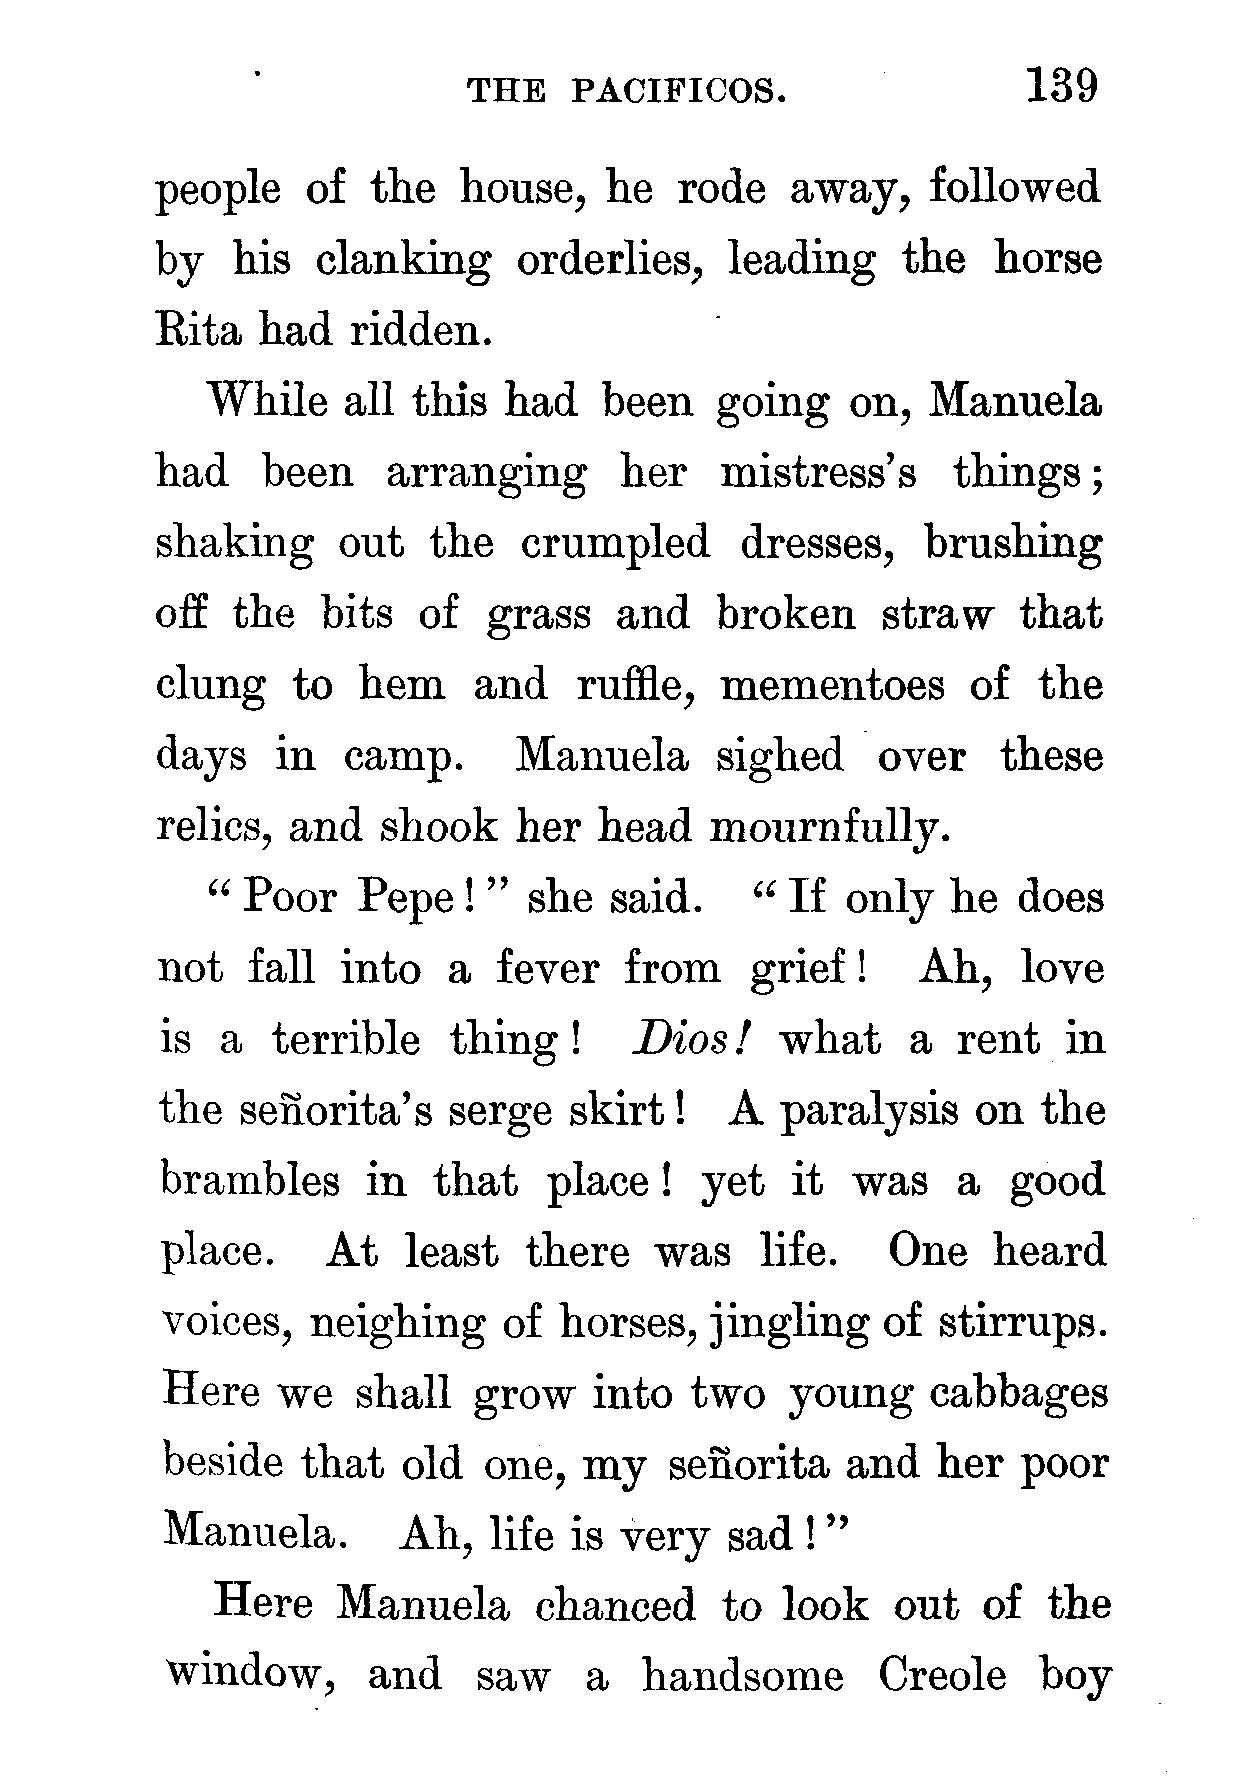 THE PACIFICOS. 139
people of the house, he rode away, followed
by his clanking orderlies, leading the horse
Rita had ridden.
While all this had been going on, Manuela
had been arranging her mistress's things;
shaking out the crumpled dresses, brushing
off the bits of grass and broken straw that
clung to hem and ruffle, mementoes of the
days in camp. Manuela sighed over these
relics, and shook her head mournfully.
"Poor Pepe!" she said. "If only he does
not fall into a fever from grief! Ah, love
is a terrible thing! Dios! what a rent in
the señorita's serge skirt! A paralysis on the
brambles in that place! yet it was a good
place. At least there was life. One heard
voices, neighing of horses, jingling of stirrups.
Here we shall grow into two young cabbages
beside that old one, my señorita and her poor
Manuela. Ah, life is very sad!"
Here Manuela chanced to look out of the
window, and saw a handsome Creole boy